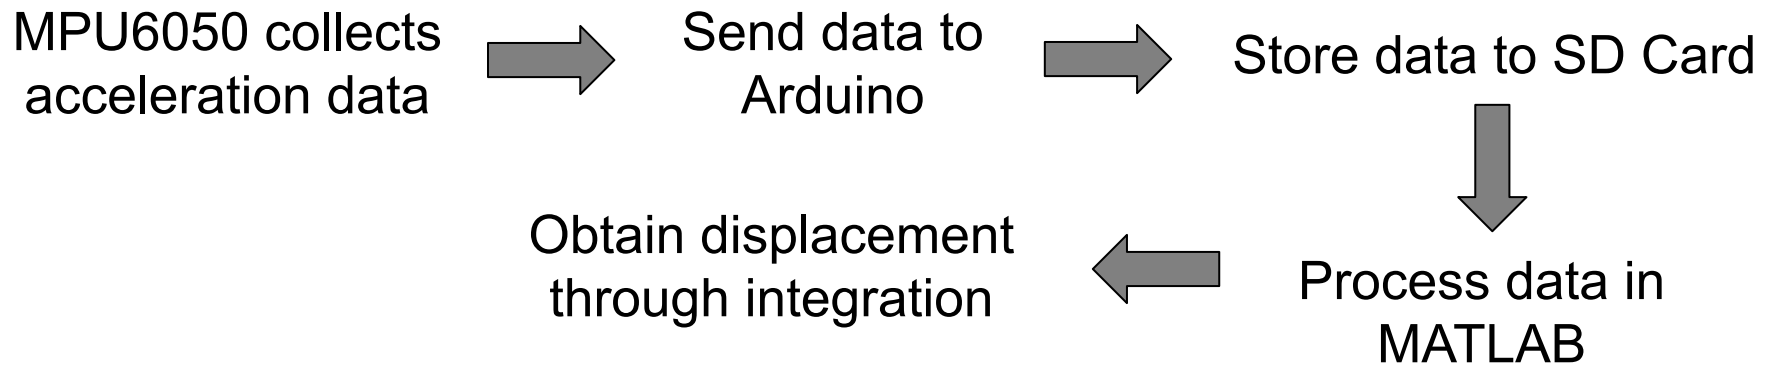 MPU6050 collects
acceleration data
Send data to
Arduino
Store data to SD Card
Process data in
MATLAB
Obtain displacement
through integration